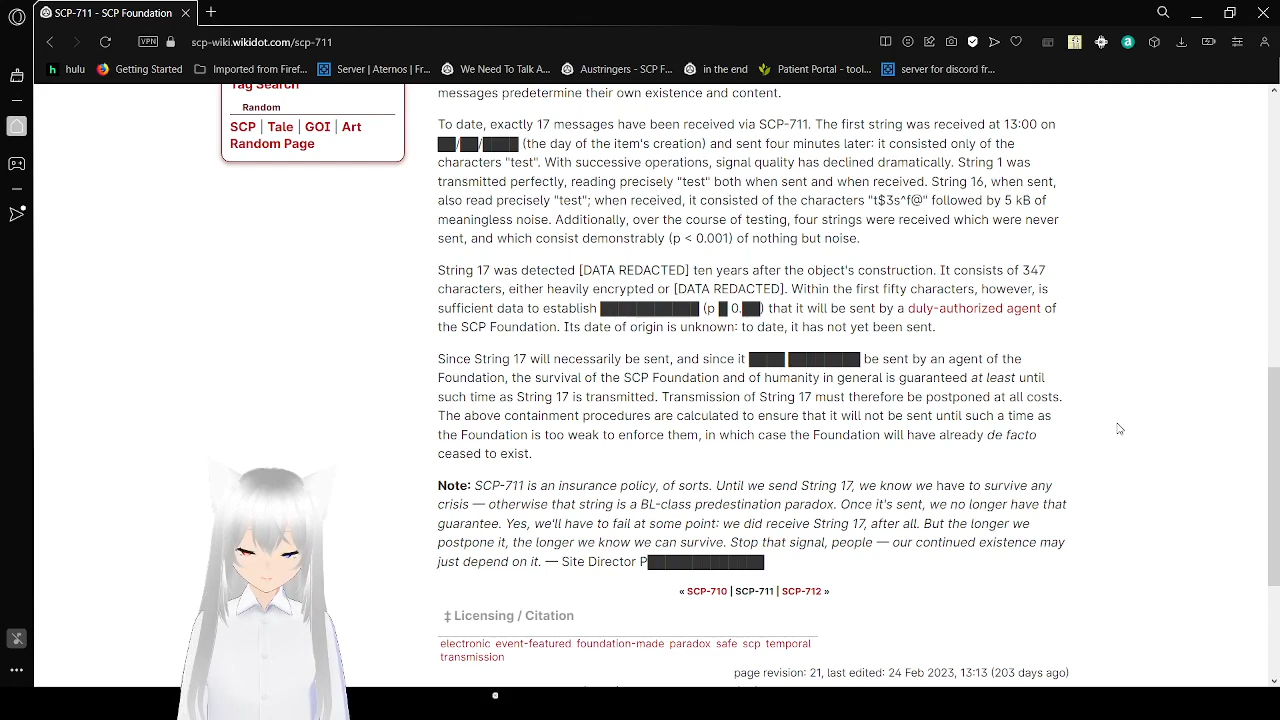 SCP-711 - SCP Foundation
VPN
scp-wiki.wikidot.com/scp-711
hulu
Getting Started
Imported from Firef...
Server | Aternos | Fr...
We Need To Talk A...
Austringers - SCP F...
in the end
Patient Portal - tool...
server for discord fr...
Tag Search
Random
SCP | Tale | GOI | Art
Random Page
messages predetermine their own existence and content.
To date, exactly 17 messages have been received via SCP-711. The first string was received at 13:00 on
██/██/████ (the day of the item's creation) and sent four minutes later: it consisted only of the
characters "test". With successive operations, signal quality has declined dramatically. String 1 was
transmitted perfectly, reading precisely "test" both when sent and when received. String 16, when sent,
also read precisely "test"; when received, it consisted of the characters "t$3s^f@" followed by 5 kB of
meaningless noise. Additionally, over the course of testing, four strings were received which were never
sent, and which consist demonstrably (p < 0.001) of nothing but noise.
String 17 was detected [DATA REDACTED] ten years after the object's construction. It consists of 347
characters, either heavily encrypted or [DATA REDACTED]. Within the first fifty characters, however, is
sufficient data to establish ███████████ (p █ 0.██) that it will be sent by a duly-authorized agent of
the SCP Foundation. Its date of origin is unknown: to date, it has not yet been sent.
Since String 17 will necessarily be sent, and since it ████ ████████ be sent by an agent of the
Foundation, the survival of the SCP Foundation and of humanity in general is guaranteed at least until
such time as String 17 is transmitted. Transmission of String 17 must therefore be postponed at all costs.
The above containment procedures are calculated to ensure that it will not be sent until such a time as
the Foundation is too weak to enforce them, in which case the Foundation will have already de facto
ceased to exist.
Note: SCP-711 is an insurance policy, of sorts. Until we send String 17, we know we have to survive any
crisis — otherwise that string is a BL-class predestination paradox. Once it's sent, we no longer have that
guarantee. Yes, we'll have to fail at some point: we did receive String 17, after all. But the longer we
postpone it, the longer we know we can survive. Stop that signal, people — our continued existence may
just depend on it. — Site Director P█████████████
« SCP-710 | SCP-711 | SCP-712 »
‡ Licensing / Citation
electronic event-featured foundation-made paradox safe scp temporal
transmission
page revision: 21, last edited: 24 Feb 2023, 13:13 (203 days ago)